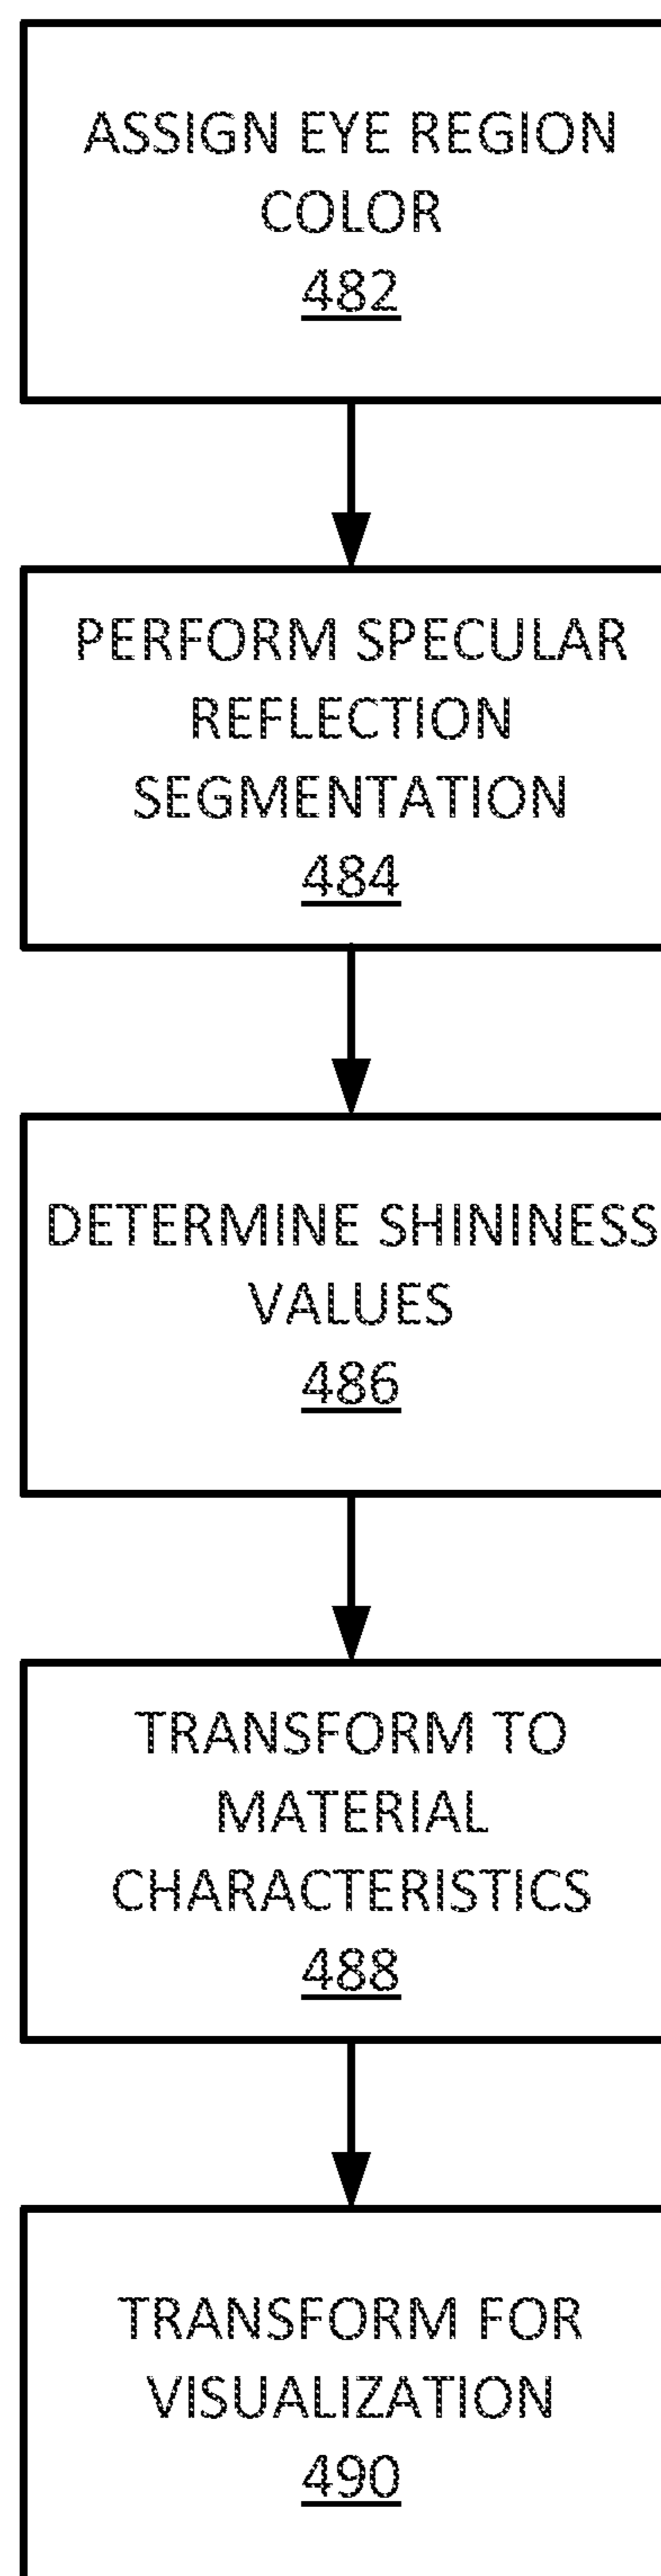 ASSIGN EYE REGION
COLOR
482
PERFORM SPECULAR
REFLECTION
SEGMENTATION
484
DETERMINE SHININESS
VALUES
486
TRANSFORM TO
MATERIAL
CHARACTERISTICS
488
TRANSFORM FOR
VISUALIZATION
490